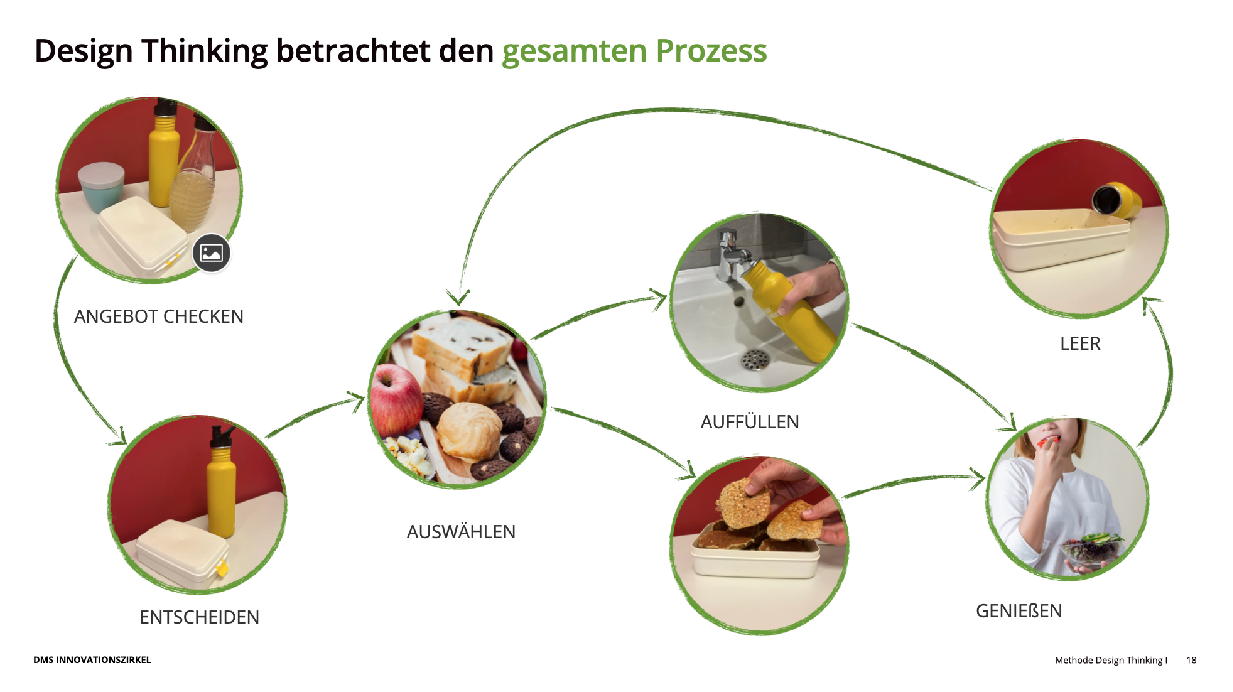 Design Thinking betrachtet den gesamten Prozess
ANGEBOT CHECKEN
ENTSCHEIDEN
AUSWÄHLEN
AUFFÜLLEN
GENIEßEN
LEER
DMS INNOVATIONSZIRKEL
Methode Design Thinking I 18